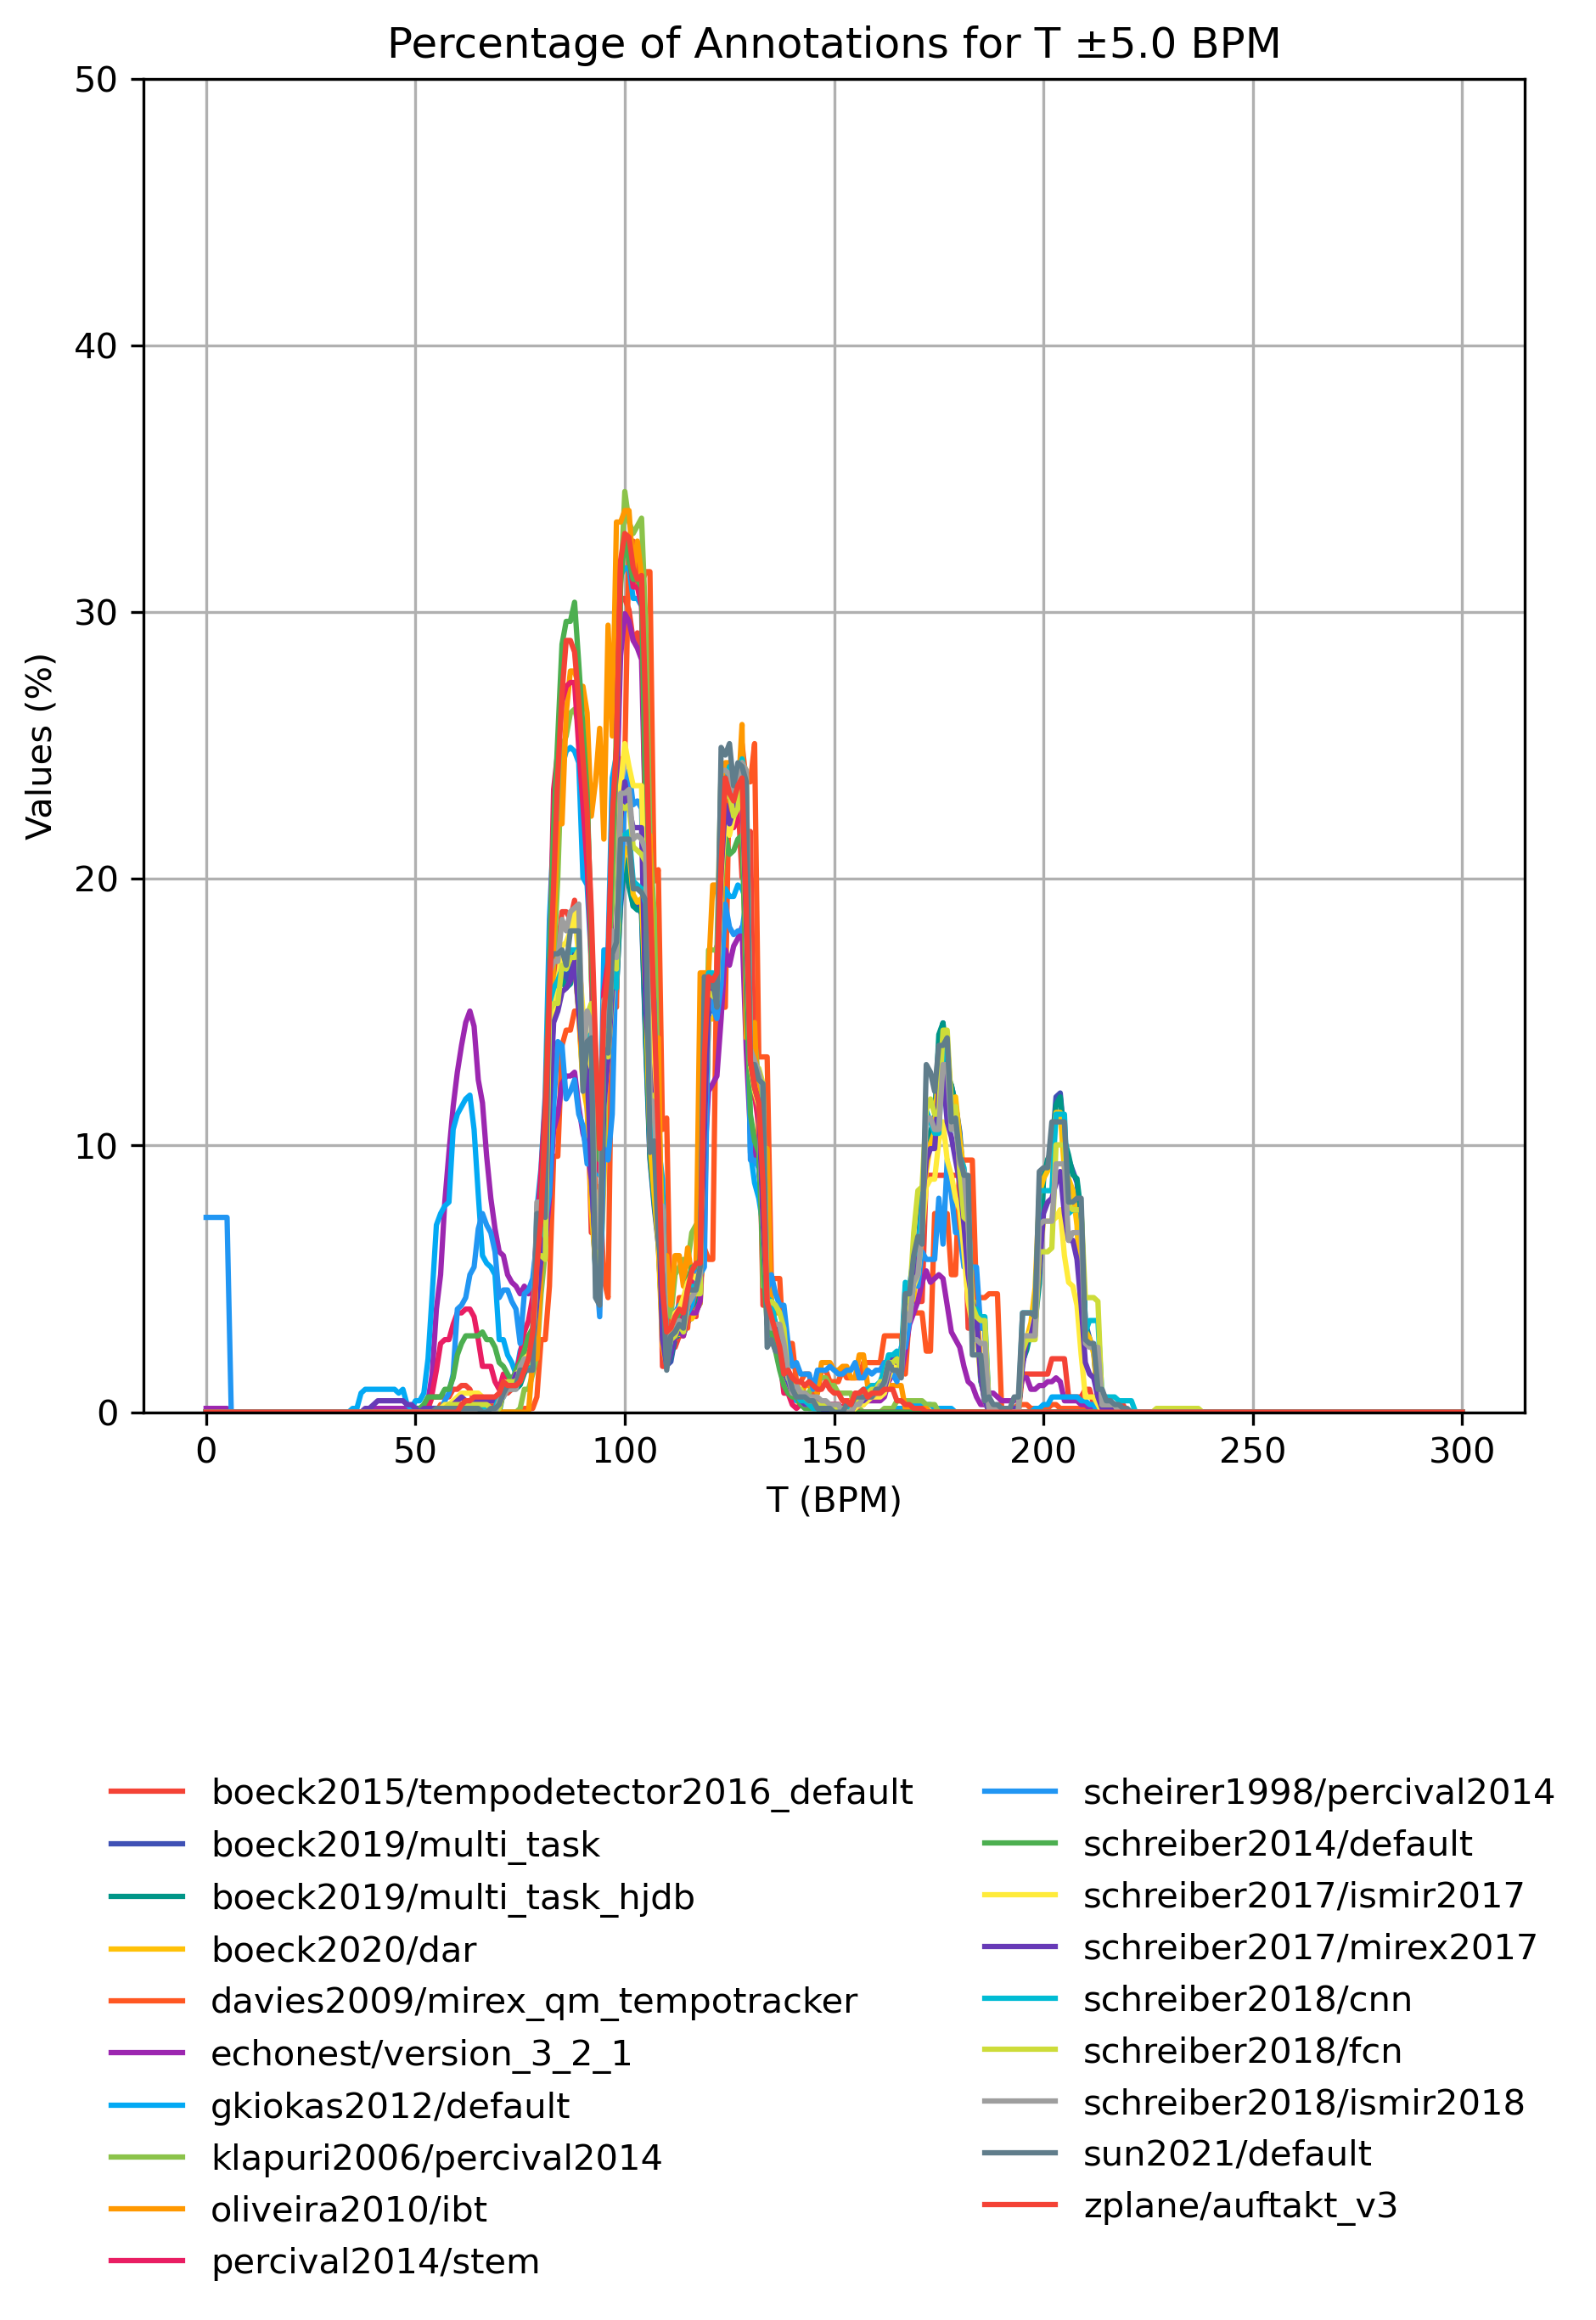 Percentage of Annotations for T ±5.0 BPM
50
40
30
20
10
0
Values (%)
0 50 100 150 200 250 300
T (BPM)
boeck2015/tempodetector2016_default
boeck2019/multi_task
boeck2019/multi_task_hjdb
boeck2020/dar
davies2009/mirex_qm_tempotracker
echonest/version_3_2_1
gkiokas2012/default
klapuri2006/percival2014
oliveira2010/ibt
percival2014/stem
scheirer1998/percival2014
schreiber2014/default
schreiber2017/ismir2017
schreiber2017/mirex2017
schreiber2018/cnn
schreiber2018/fcn
schreiber2018/ismir2018
sun2021/default
zplane/auftakt_v3